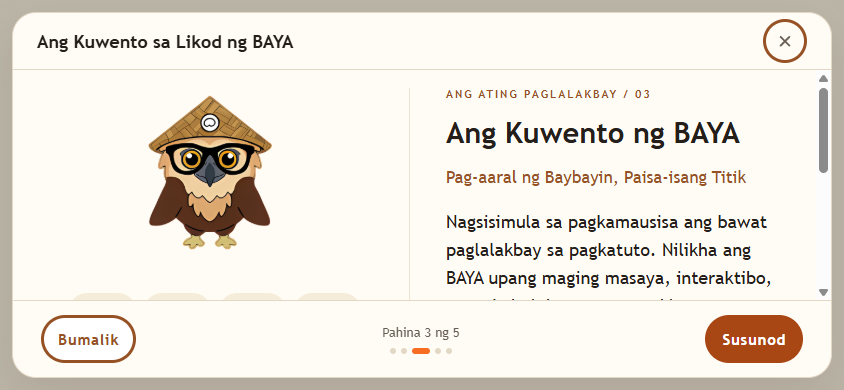 Ang Kuwento sa Likod ng BAYA
ANG ATING PAGLALAKBAY / 03
Ang Kuwento ng BAYA
Pag-aaral ng Baybayin, Paisa-isang Titik
Nagsisimula sa pagkamausisa ang bawat
paglalakbay sa pagkatuto. Nilikha ang
BAYA upang maging masaya, interaktibo,
Bumalik
Pahina 3 ng 5
Susunod